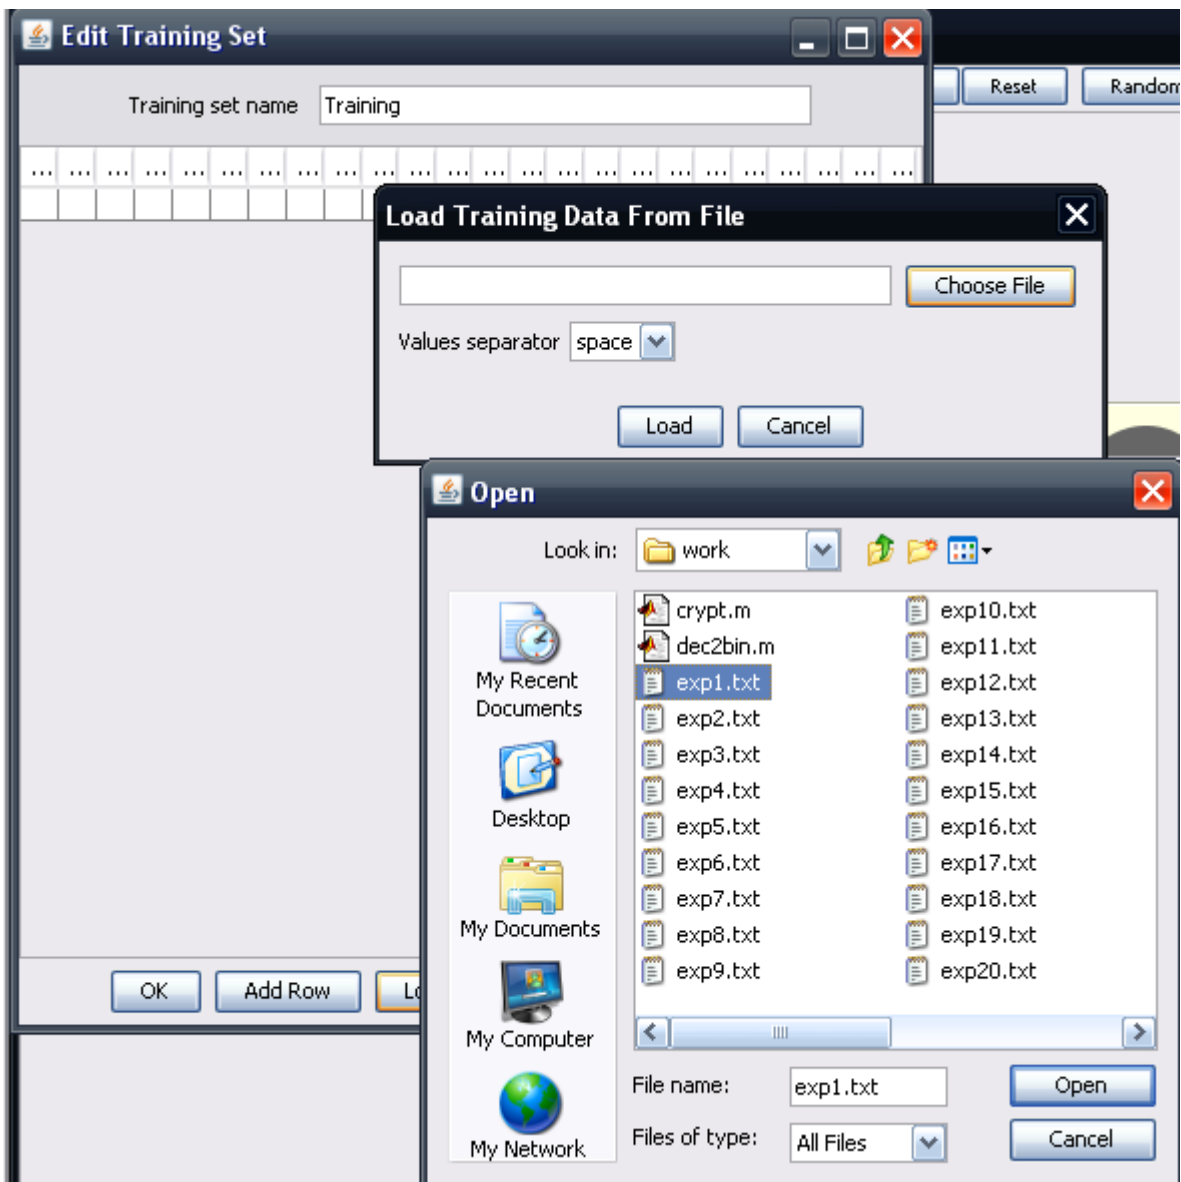 Edit Training Set
Reset
Random
Training set name
Training
... ... ... ... ... ... ... ... ... ... ... ... ... ... ... ... ... ... ... ... ... ... ... ...
Load Training Data From File
Choose File
Values separator
space
Load
Cancel
Open
Look in:
work
My Recent
Documents
Desktop
My Documents
My Computer
My Network
crypt.m
dec2bin.m
exp1.txt
exp2.txt
exp3.txt
exp4.txt
exp5.txt
exp6.txt
exp7.txt
exp8.txt
exp9.txt
exp10.txt
exp11.txt
exp12.txt
exp13.txt
exp14.txt
exp15.txt
exp16.txt
exp17.txt
exp18.txt
exp19.txt
exp20.txt
File name:
exp1.txt
Open
Files of type:
All Files
Cancel
OK
Add Row